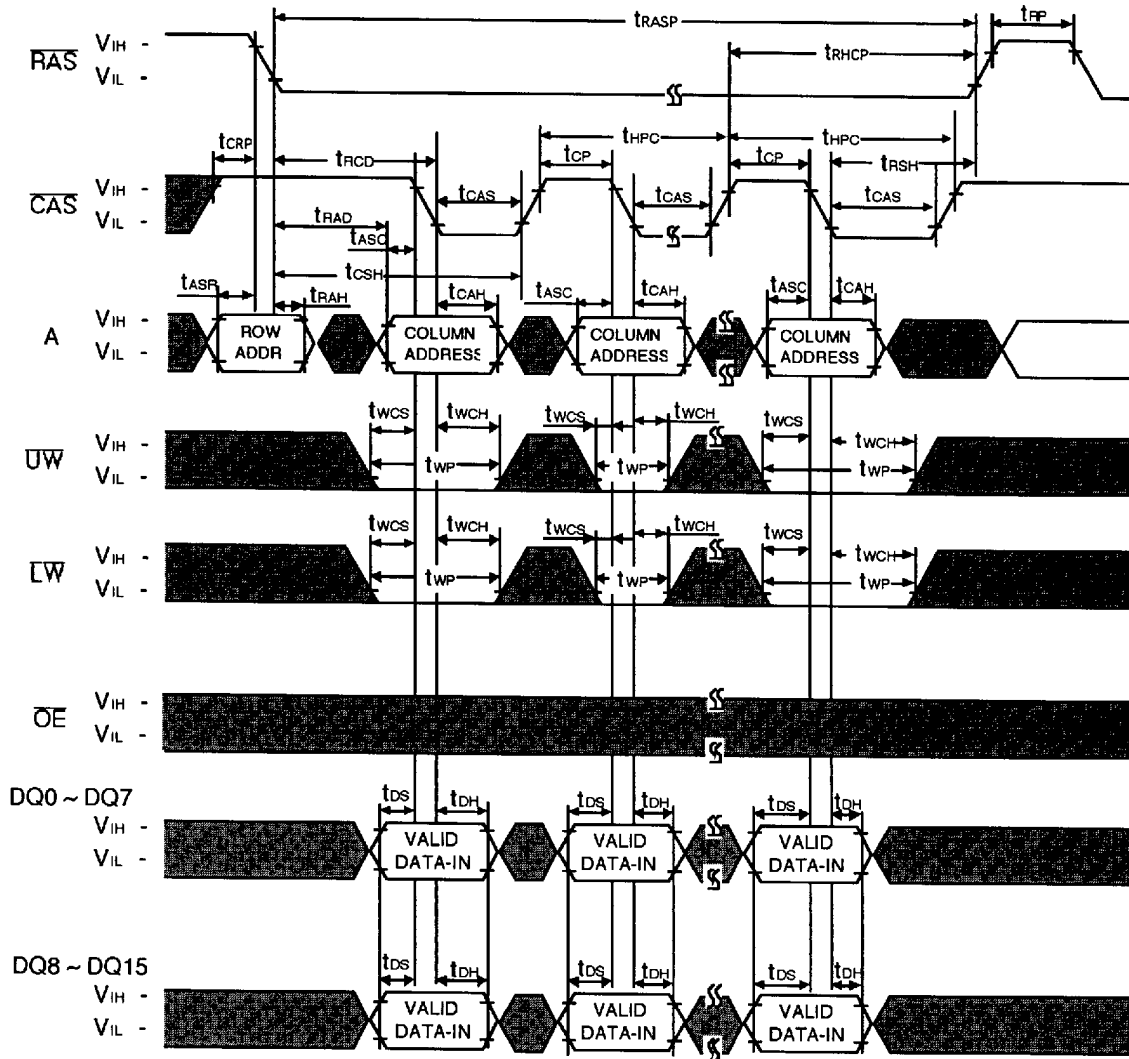 tRASP tRP
RAS VIH -
VIL -
tRHCP
tCRP tRCD tHPC tCP tHPC tCP tRSH
CAS VIH -
VIL -
tCAS tCAS tCAS
tRAD
tASC
tCSH
tASR tRAH tCAH tASC tCAH tASC tCAH
A VIH -
VIL -
ROW ADDR
COLUMN ADDRESS
COLUMN ADDRESS
COLUMN ADDRESS
tWCS tWCH tWCS tWCH tWCS tWCH
UW VIH -
VIL -
tWP tWP tWP
tWCS tWCH tWCS tWCH tWCS tWCH
LW VIH -
VIL -
tWP tWP tWP
OE VIH -
VIL -
DQ0 ~ DQ7
VIH -
VIL -
tDS tDH tDS tDH tDS tDH
VALID DATA-IN
VALID DATA-IN
VALID DATA-IN
DQ8 ~ DQ15
VIH -
VIL -
tDS tDH tDS tDH tDS tDH
VALID DATA-IN
VALID DATA-IN
VALID DATA-IN